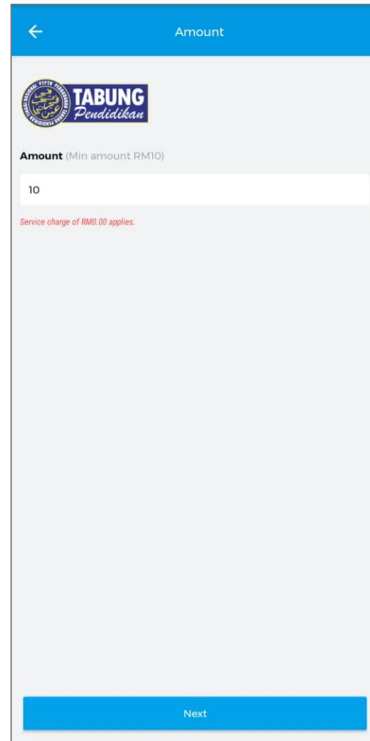 Amount
TABUNG
Pendidikan
Amount (Min amount RM10)
10
Service charge of RM0.00 applies.
Next